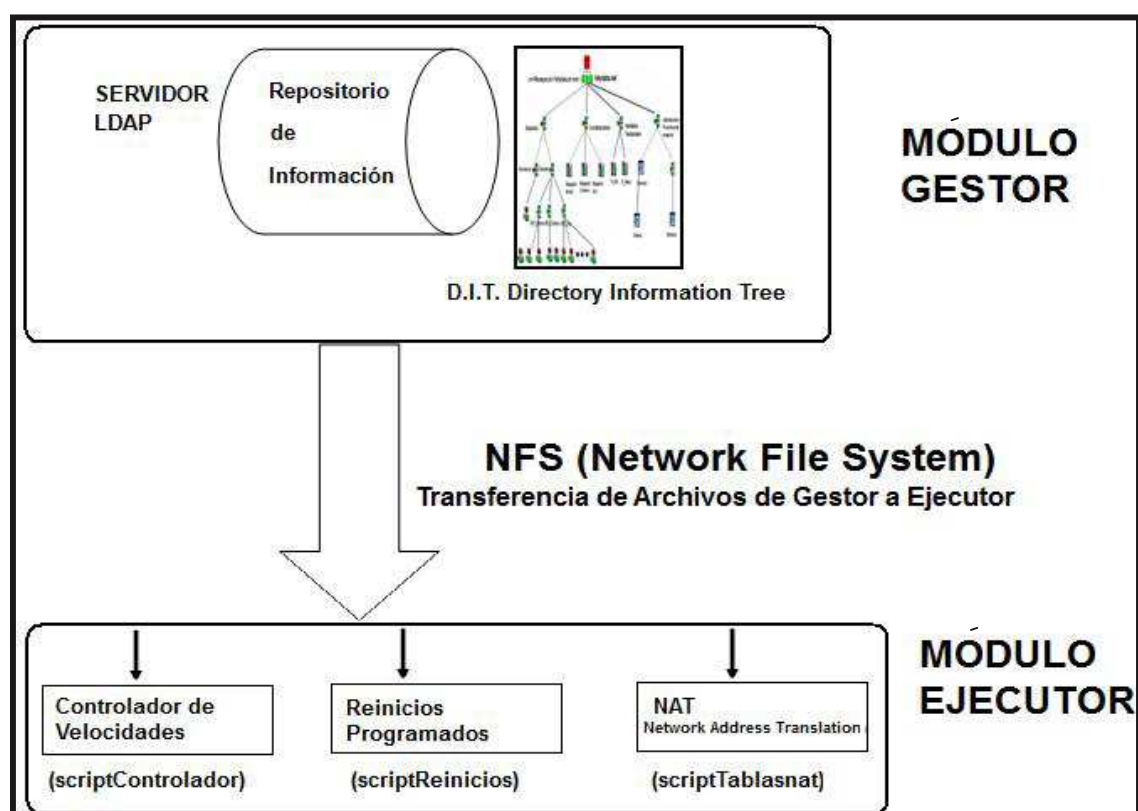 SERVIDOR
LDAP
Repositorio
de
Información
D.I.T. Directory Information Tree
MÓDULO
GESTOR
NFS (Network File System)
Transferencia de Archivos de Gestor a Ejecutor
MÓDULO
EJECUTOR
Controlador de
Velocidades
(scriptControlador)
Reinicios
Programados
(scriptReinicios)
NAT
Network Address Translation
(scriptTablasnat)